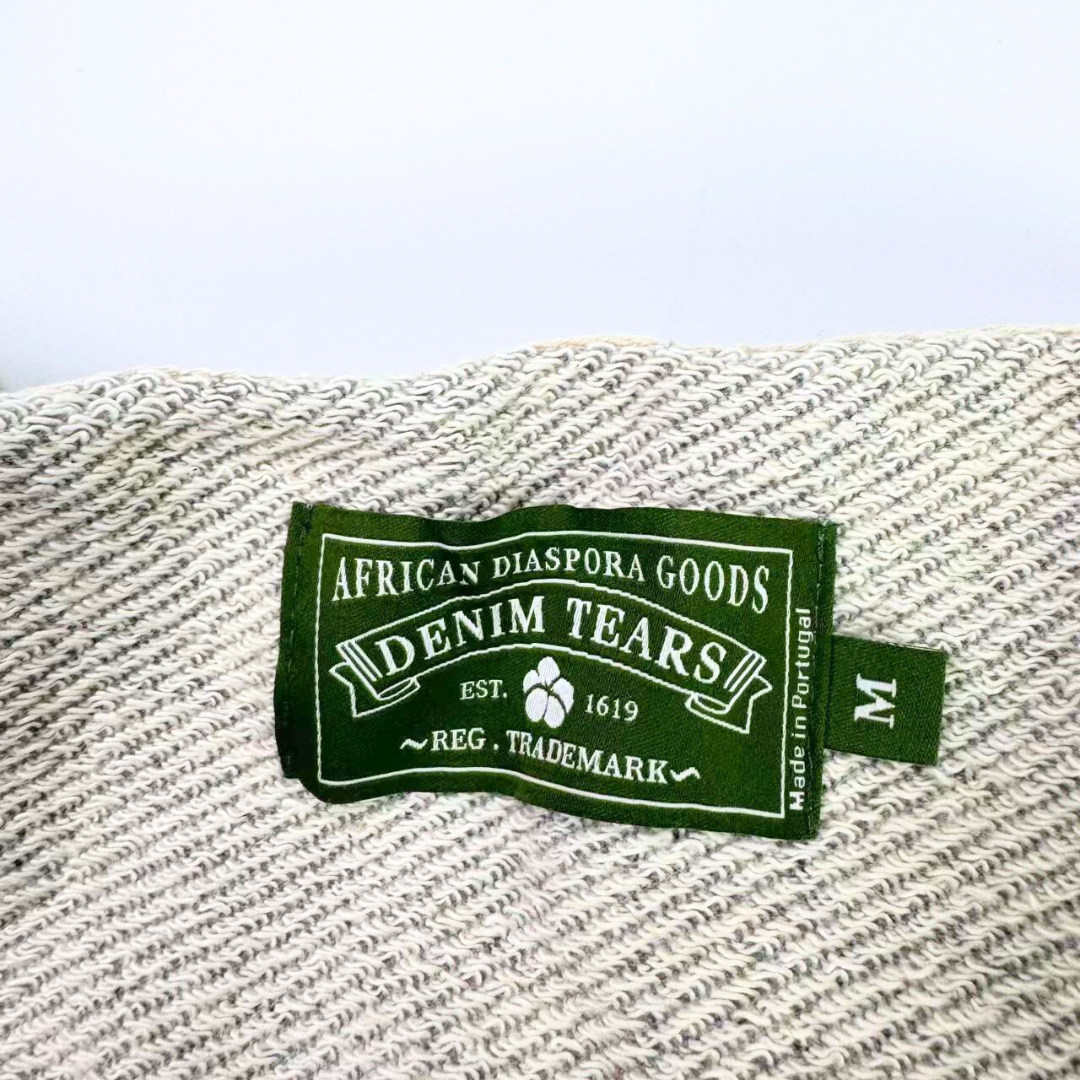 AFRICAN DIASPORA GOODS
DENIM TEARS
EST. 1619
~REG. TRADEMARK~
Made in Portugal
M